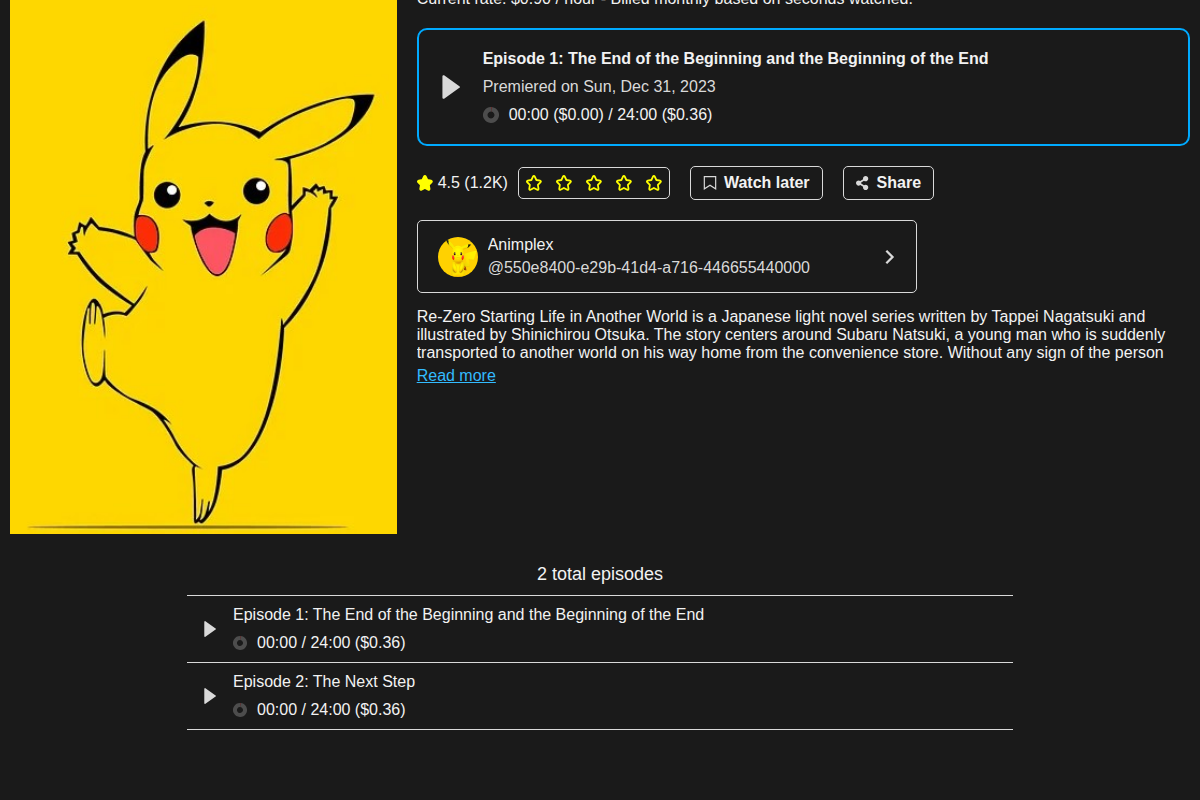 Current rate: $0.90 / hour - Billed monthly based on seconds watched.
Episode 1: The End of the Beginning and the Beginning of the End
Premiered on Sun, Dec 31, 2023
00:00 ($0.00) / 24:00 ($0.36)
4.5 (1.2K)
Watch later
Share
Animplex
@550e8400-e29b-41d4-a716-446655440000
Re-Zero Starting Life in Another World is a Japanese light novel series written by Tappei Nagatsuki and
illustrated by Shinichirou Otsuka. The story centers around Subaru Natsuki, a young man who is suddenly
transported to another world on his way home from the convenience store. Without any sign of the person
Read more
2 total episodes
Episode 1: The End of the Beginning and the Beginning of the End
00:00 / 24:00 ($0.36)
Episode 2: The Next Step
00:00 / 24:00 ($0.36)